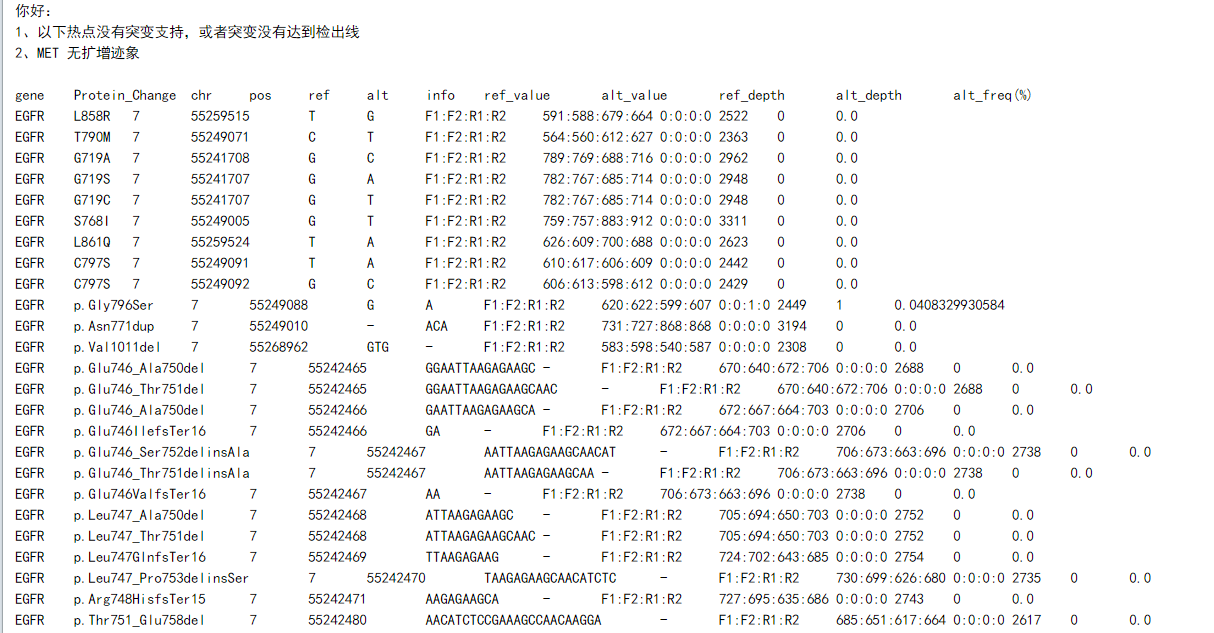 你好：
1、以下热点没有突变支持，或者突变没有达到检出线
2、MET 无扩增迹象
gene Protein_Change chr pos ref alt info ref_value alt_value ref_depth alt_depth alt_freq(%)
EGFR L858R 7 55259515 T G F1:F2:R1:R2 591:588:679:664 0:0:0:0 2522 0 0.0
EGFR T790M 7 55249071 C T F1:F2:R1:R2 564:560:612:627 0:0:0:0 2363 0 0.0
EGFR G719A 7 55241708 G C F1:F2:R1:R2 789:769:688:716 0:0:0:0 2962 0 0.0
EGFR G719S 7 55241707 G A F1:F2:R1:R2 782:767:685:714 0:0:0:0 2948 0 0.0
EGFR G719C 7 55241707 G T F1:F2:R1:R2 782:767:685:714 0:0:0:0 2948 0 0.0
EGFR S768I 7 55249005 G T F1:F2:R1:R2 759:757:883:912 0:0:0:0 3311 0 0.0
EGFR L861Q 7 55259524 T A F1:F2:R1:R2 626:609:700:688 0:0:0:0 2623 0 0.0
EGFR C797S 7 55249091 T A F1:F2:R1:R2 610:617:606:609 0:0:0:0 2442 0 0.0
EGFR C797S 7 55249092 G C F1:F2:R1:R2 606:613:598:612 0:0:0:0 2429 0 0.0
EGFR p.Gly796Ser 7 55249088 G A F1:F2:R1:R2 620:622:599:607 0:0:1:0 2449 1 0.0408329930584
EGFR p.Asn771dup 7 55249010 - ACA F1:F2:R1:R2 731:727:868:868 0:0:0:0 3194 0 0.0
EGFR p.Val1011del 7 55268962 GTG - F1:F2:R1:R2 583:598:540:587 0:0:0:0 2308 0 0.0
EGFR p.Glu746_Ala750del 7 55242465 GGAATTAAGAGAAGC - F1:F2:R1:R2 670:640:672:706 0:0:0:0 2688 0 0.0
EGFR p.Glu746_Thr751del 7 55242465 GGAATTAAGAGAAGCAAC - F1:F2:R1:R2 670:640:672:706 0:0:0:0 2688 0 0.0
EGFR p.Glu746_Ala750del 7 55242466 GAATTAAGAGAAGCA - F1:F2:R1:R2 672:667:664:703 0:0:0:0 2706 0 0.0
EGFR p.Glu746IlefsTer16 7 55242466 GA - F1:F2:R1:R2 672:667:664:703 0:0:0:0 2706 0 0.0
EGFR p.Glu746_Ser752delinsAla 7 55242467 AATTAAGAGAAGCAACAT - F1:F2:R1:R2 706:673:663:696 0:0:0:0 2738 0 0.0
EGFR p.Glu746_Thr751delinsAla 7 55242467 AATTAAGAGAAGCAA - F1:F2:R1:R2 706:673:663:696 0:0:0:0 2738 0 0.0
EGFR p.Glu746ValfsTer16 7 55242467 AA - F1:F2:R1:R2 706:673:663:696 0:0:0:0 2738 0 0.0
EGFR p.Leu747_Ala750del 7 55242468 ATTAAGAGAAGC - F1:F2:R1:R2 705:694:650:703 0:0:0:0 2752 0 0.0
EGFR p.Leu747_Thr751del 7 55242468 ATTAAGAGAAGCAAC - F1:F2:R1:R2 705:694:650:703 0:0:0:0 2752 0 0.0
EGFR p.Leu747GlnfsTer16 7 55242469 TTAAGAGAAG - F1:F2:R1:R2 724:702:643:685 0:0:0:0 2754 0 0.0
EGFR p.Leu747_Pro753delinsSer 7 55242470 TAAGAGAAGCAACATCTC - F1:F2:R1:R2 730:699:626:680 0:0:0:0 2735 0 0.0
EGFR p.Arg748HisfsTer15 7 55242471 AAGAGAAGCA - F1:F2:R1:R2 727:695:635:686 0:0:0:0 2743 0 0.0
EGFR p.Thr751_Glu758del 7 55242480 AACATCTCCGAAAGCCAACAAGGA - F1:F2:R1:R2 685:651:617:664 0:0:0:0 2617 0 0.0